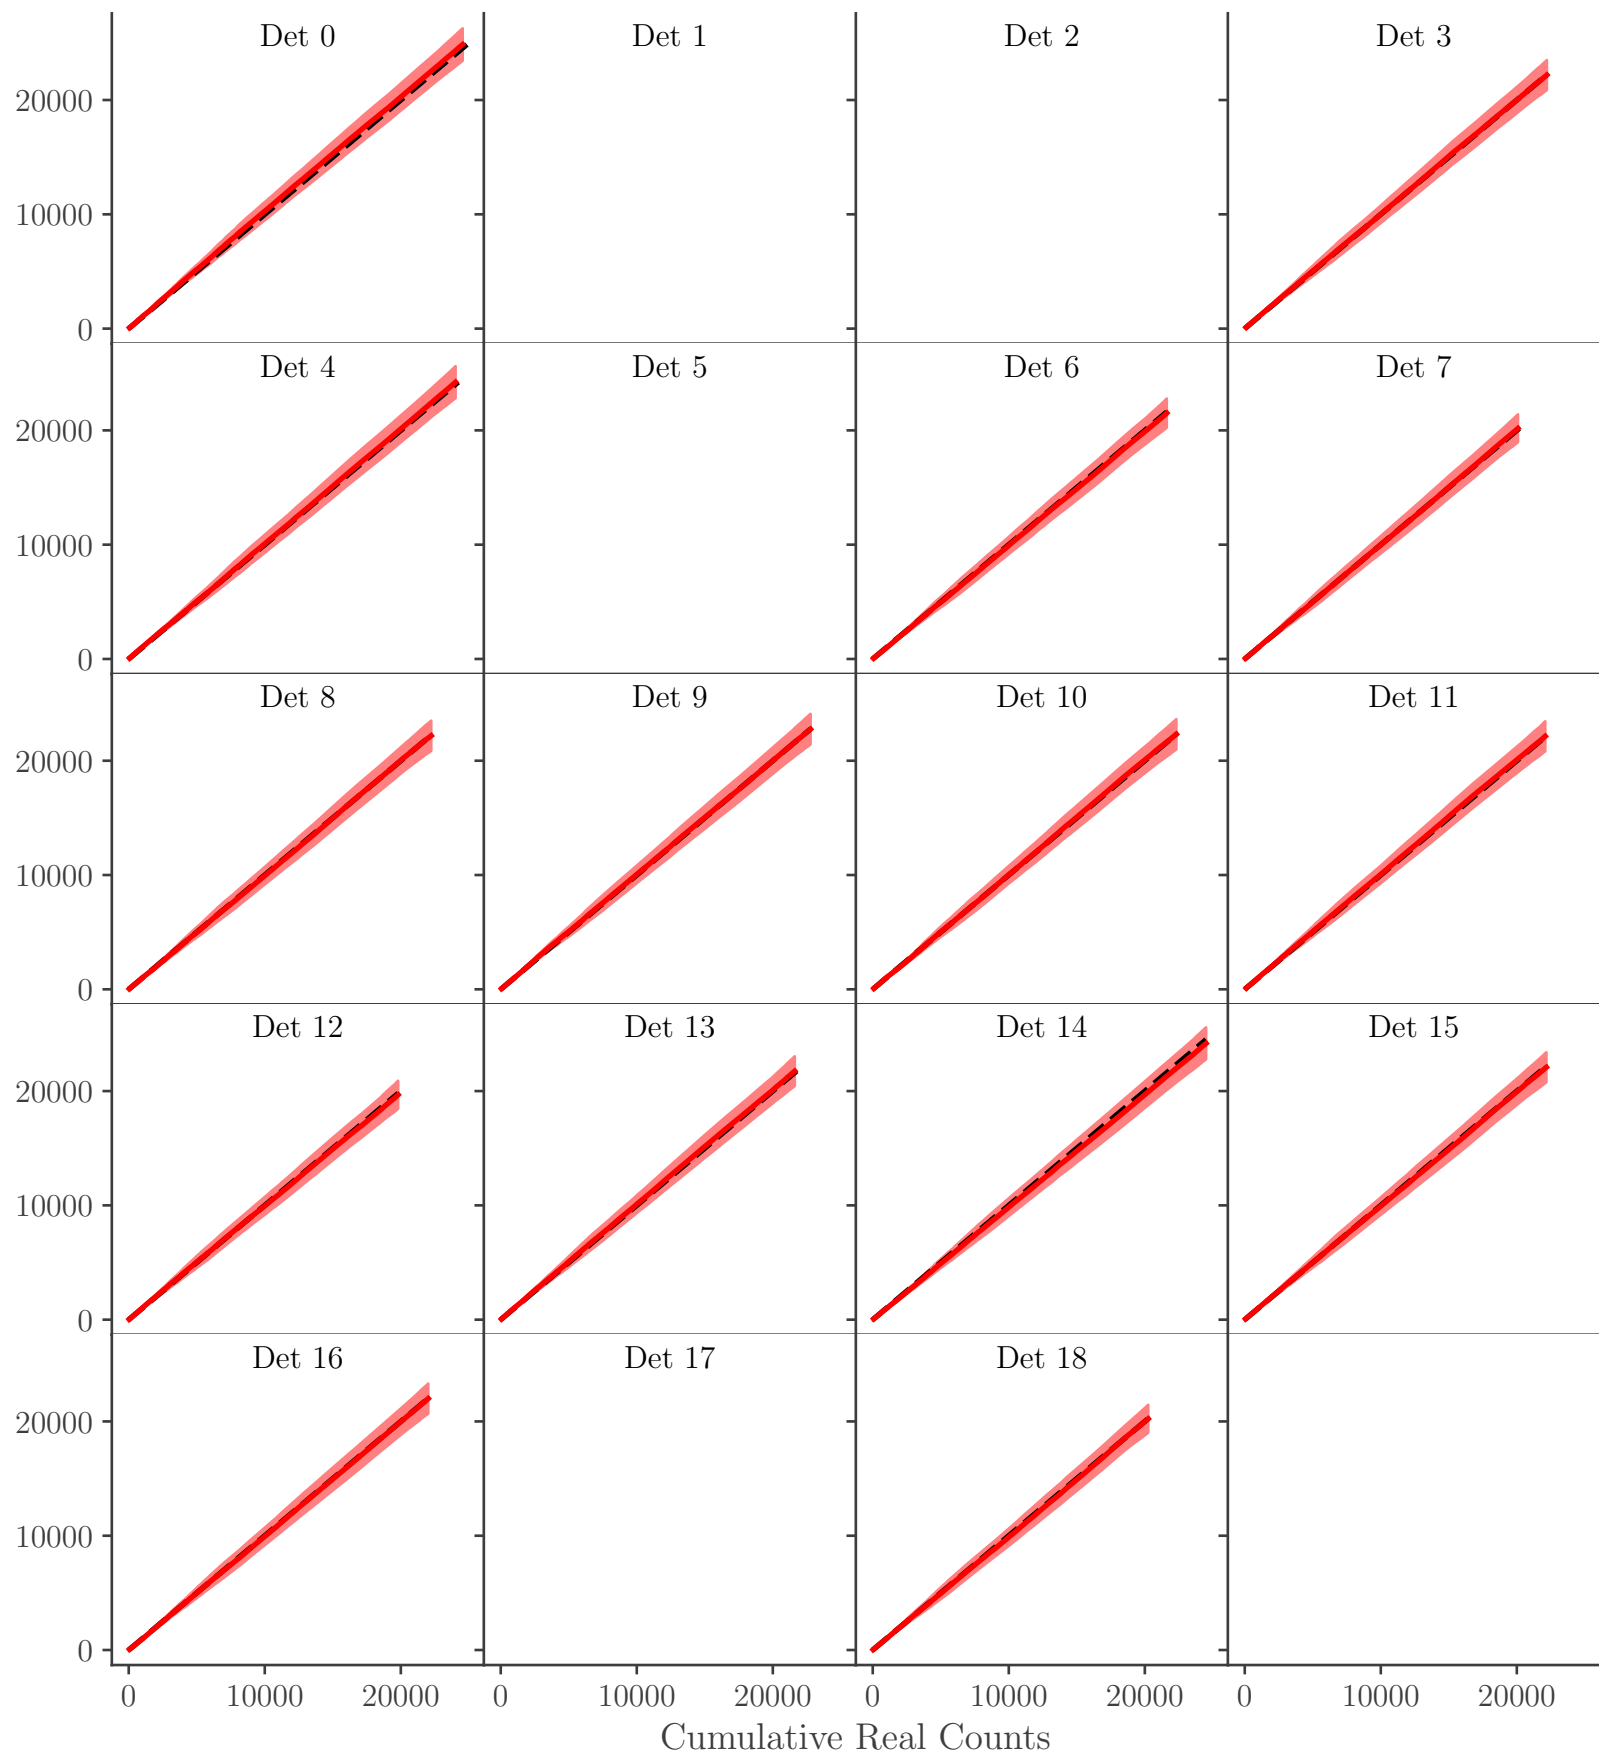 Det 0 Det 1 Det 2 Det 3
20000
10000
0
Det 4 Det 5 Det 6 Det 7
20000
10000
0
Det 8 Det 9 Det 10 Det 11
20000
10000
0
Det 12 Det 13 Det 14 Det 15
20000
10000
0
Det 16 Det 17 Det 18
20000
10000
0
0 10000 20000 0 10000 20000 0 10000 20000 0 10000 20000
Cumulative Real Counts